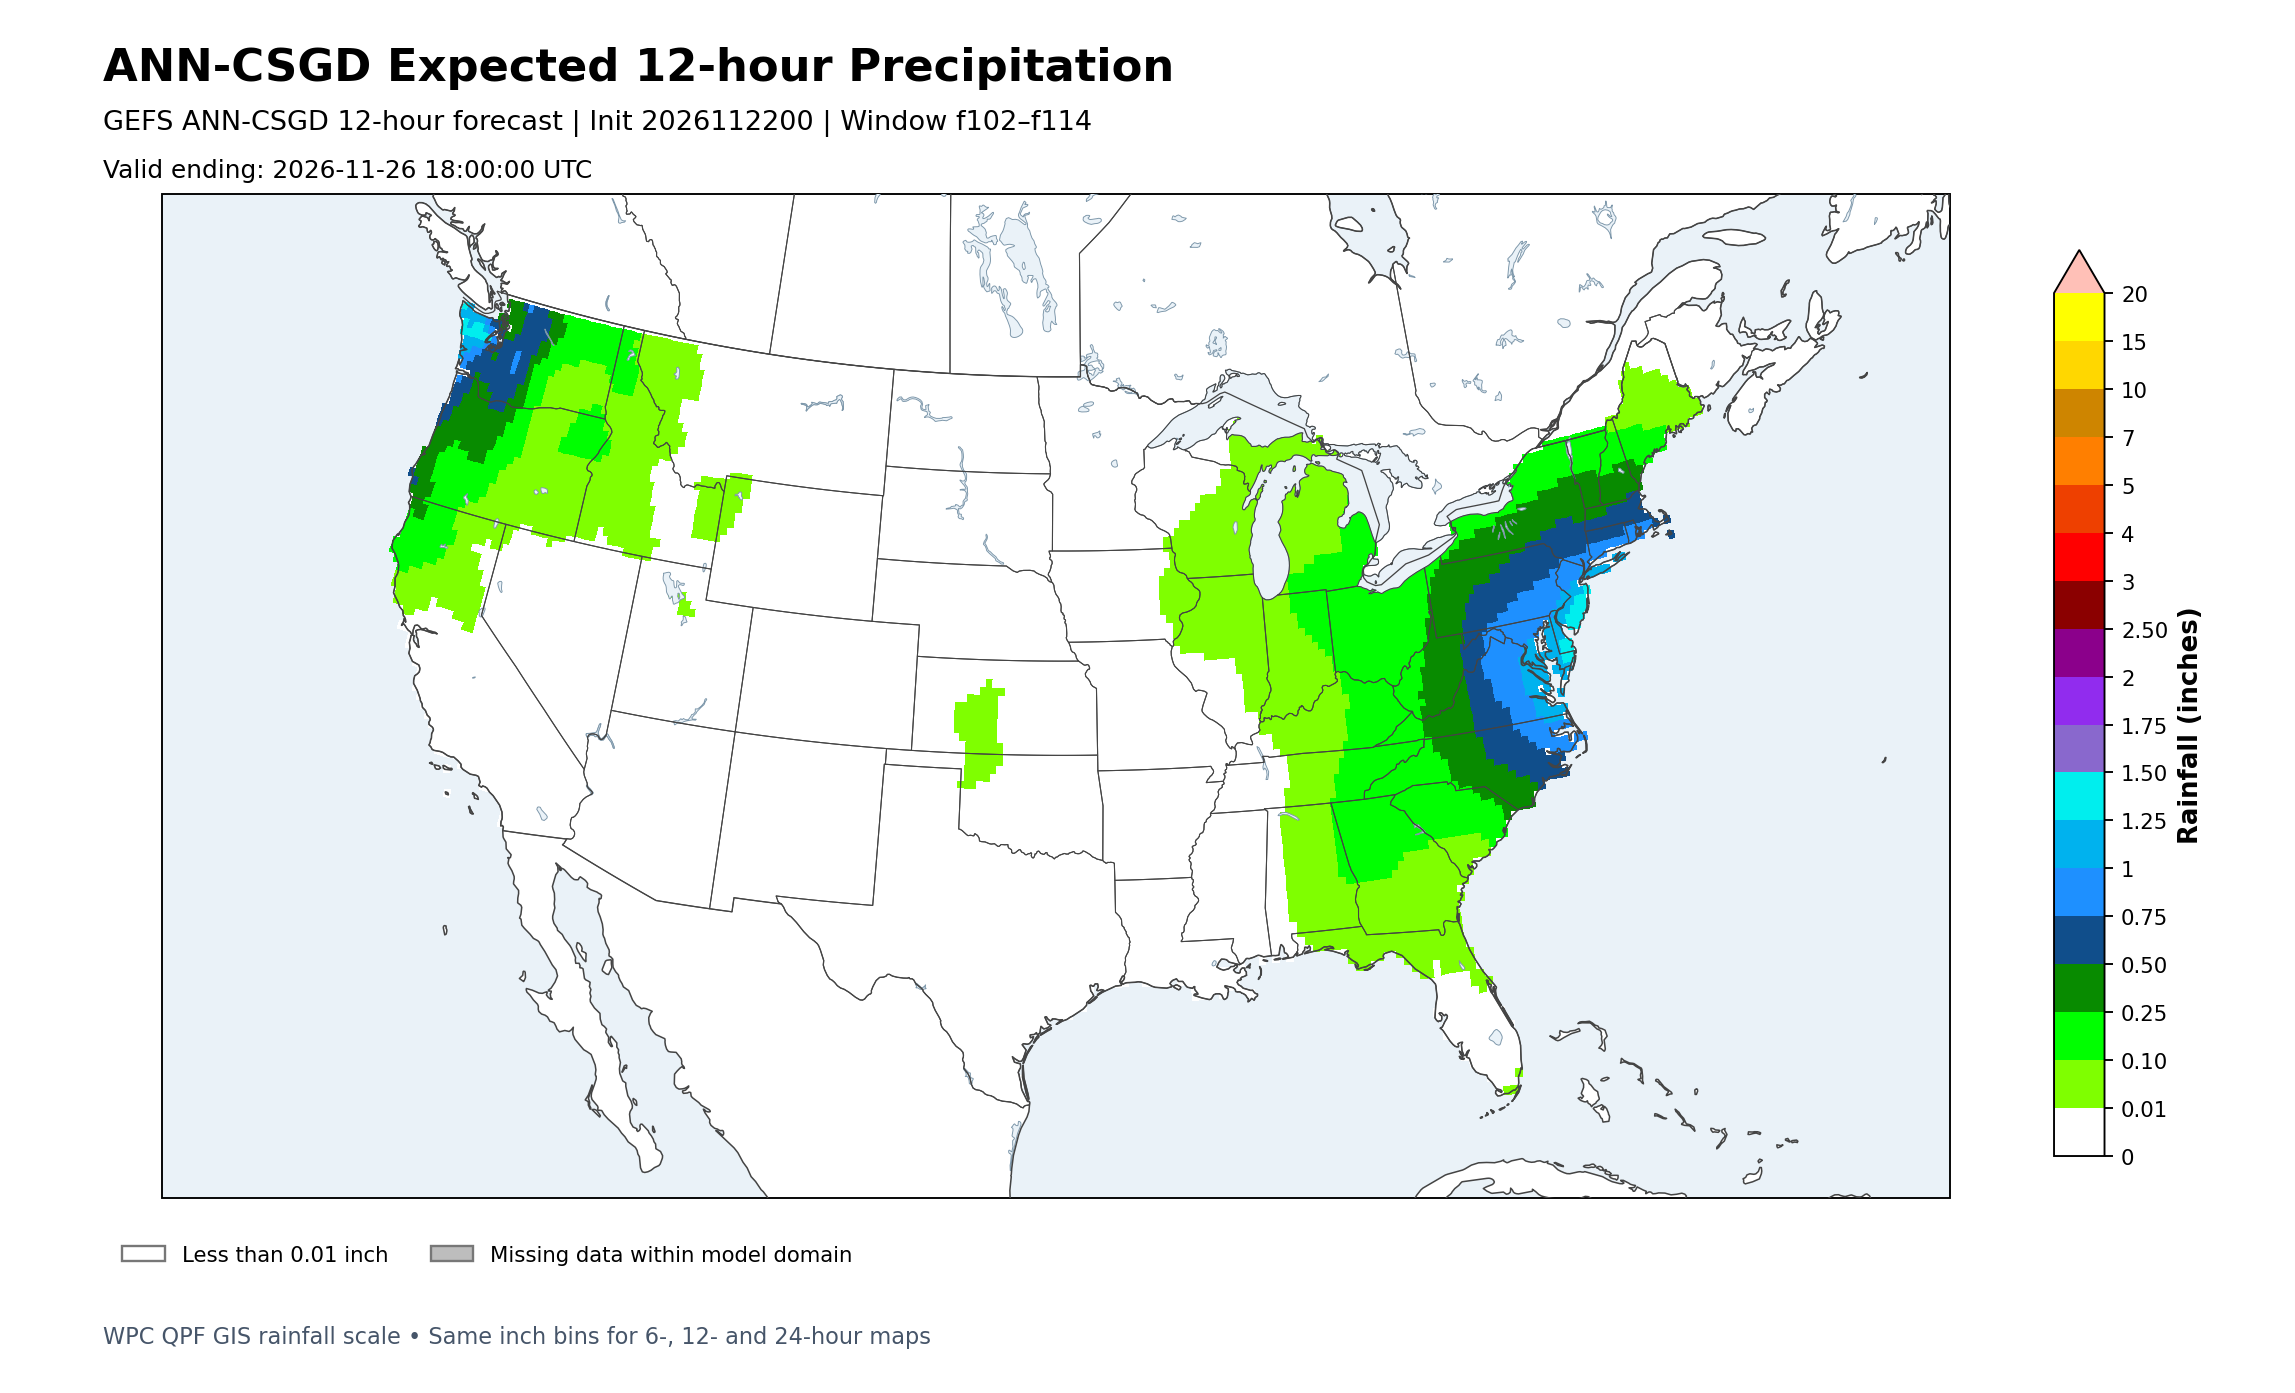 ANN-CSGD Expected 12-hour Precipitation
GEFS ANN-CSGD 12-hour forecast | Init 2026112200 | Window f102–f114
Valid ending: 2026-11-26 18:00:00 UTC
20
15
10
7
5
4
3
2.50
2
1.75
1.50
1.25
1
0.75
0.50
0.25
0.10
0.01
0
Rainfall (inches)
Less than 0.01 inch
Missing data within model domain
WPC QPF GIS rainfall scale • Same inch bins for 6-, 12- and 24-hour maps